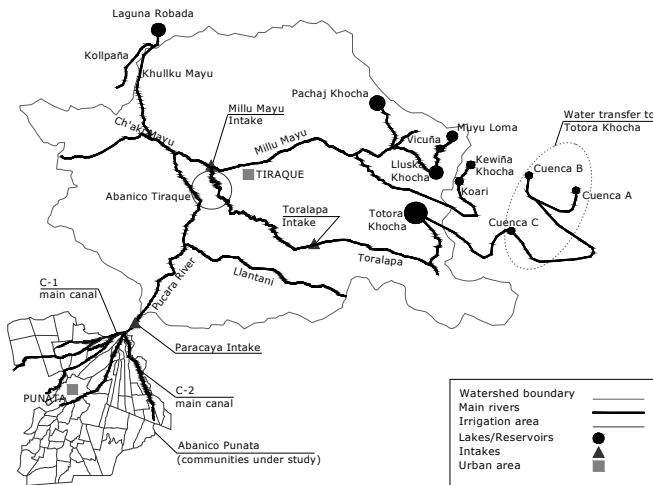 Laguna Robada
Kollpaña
Khullku Mayu
Pachaj Khocha
Ch'aki Mayu
Millu Mayu
Intake
Millu Mayu
Vicuña
Muyu Loma
Water transfer to
Totora Khocha
Lluska
Khocha
Kewiña
Khocha
Koari
Cuenca B
Cuenca A
TIRAQUE
Abanico Tiraque
Toralapa
Intake
Totora
Khocha
Cuenca C
Toralapa
Llantani
Pucara River
C-1
main canal
Paracaya Intake
C-2
main canal
PUNATA
Abanico Punata
(communities under study)
Watershed boundary
Main rivers
Irrigation area
Lakes/Reservoirs
Intakes
Urban area